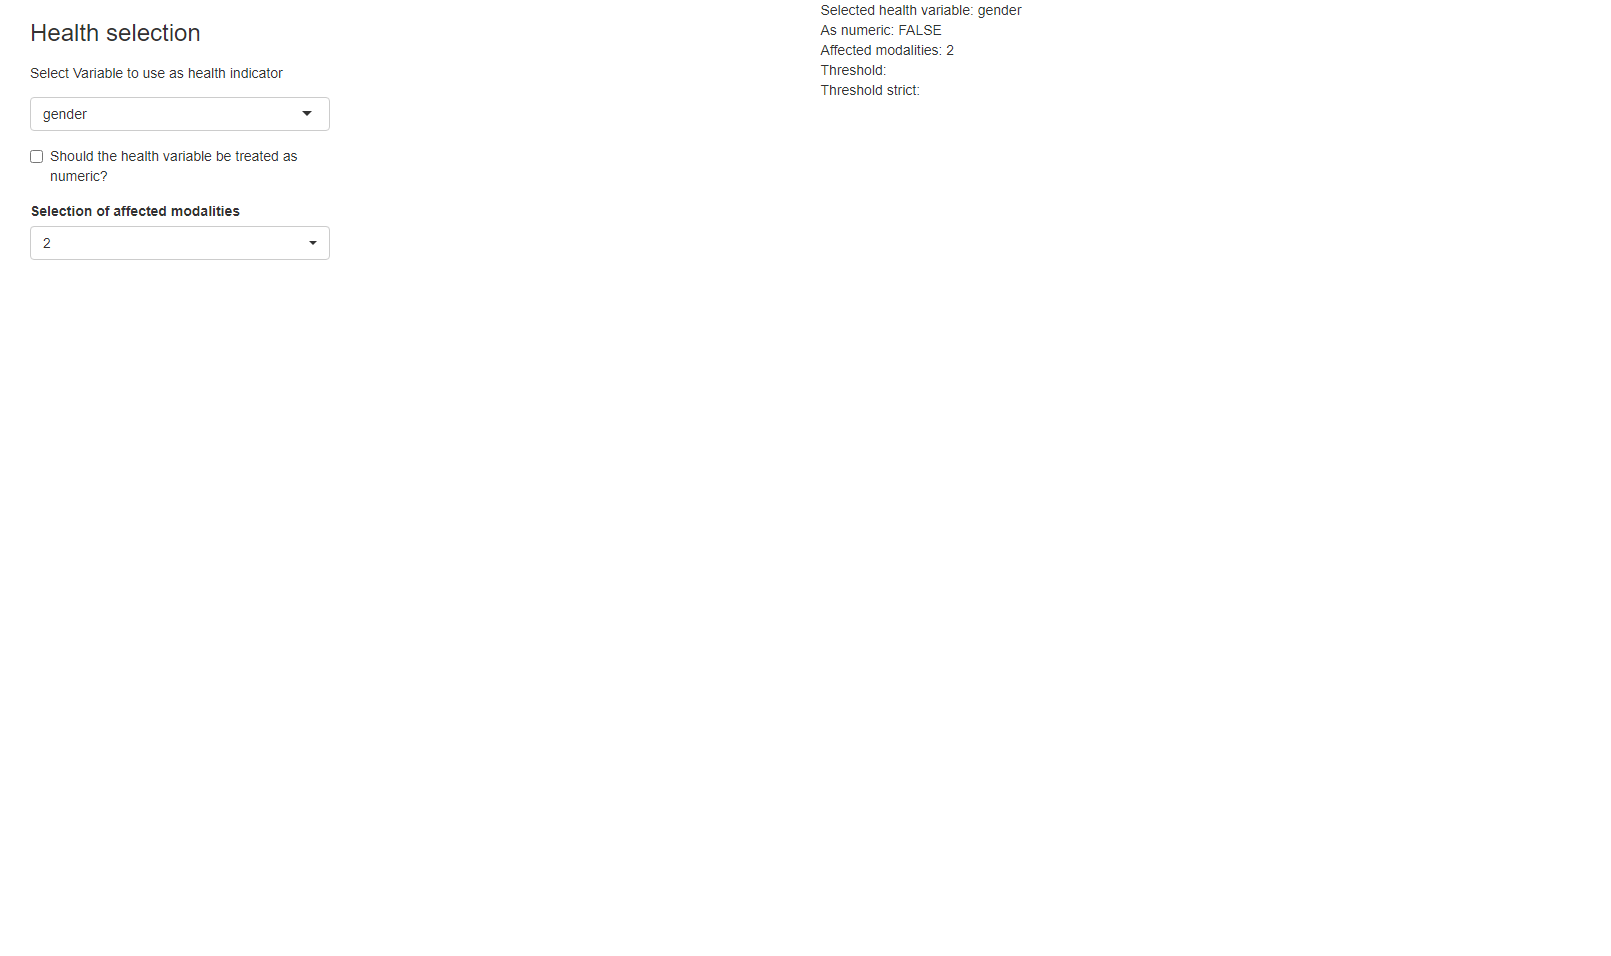 Health selection
Select Variable to use as health indicator
gender
Should the health variable be treated as
numeric?
Selection of affected modalities
2
Selected health variable: gender
As numeric: FALSE
Affected modalities: 2
Threshold:
Threshold strict: